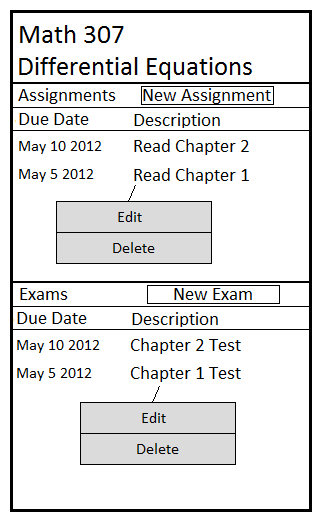 Math 307
Differential Equations
Assignments New Assignment
Due Date Description
May 10 2012 Read Chapter 2
May 5 2012 Read Chapter 1
Edit
Delete
Exams New Exam
Due Date Description
May 10 2012 Chapter 2 Test
May 5 2012 Chapter 1 Test
Edit
Delete